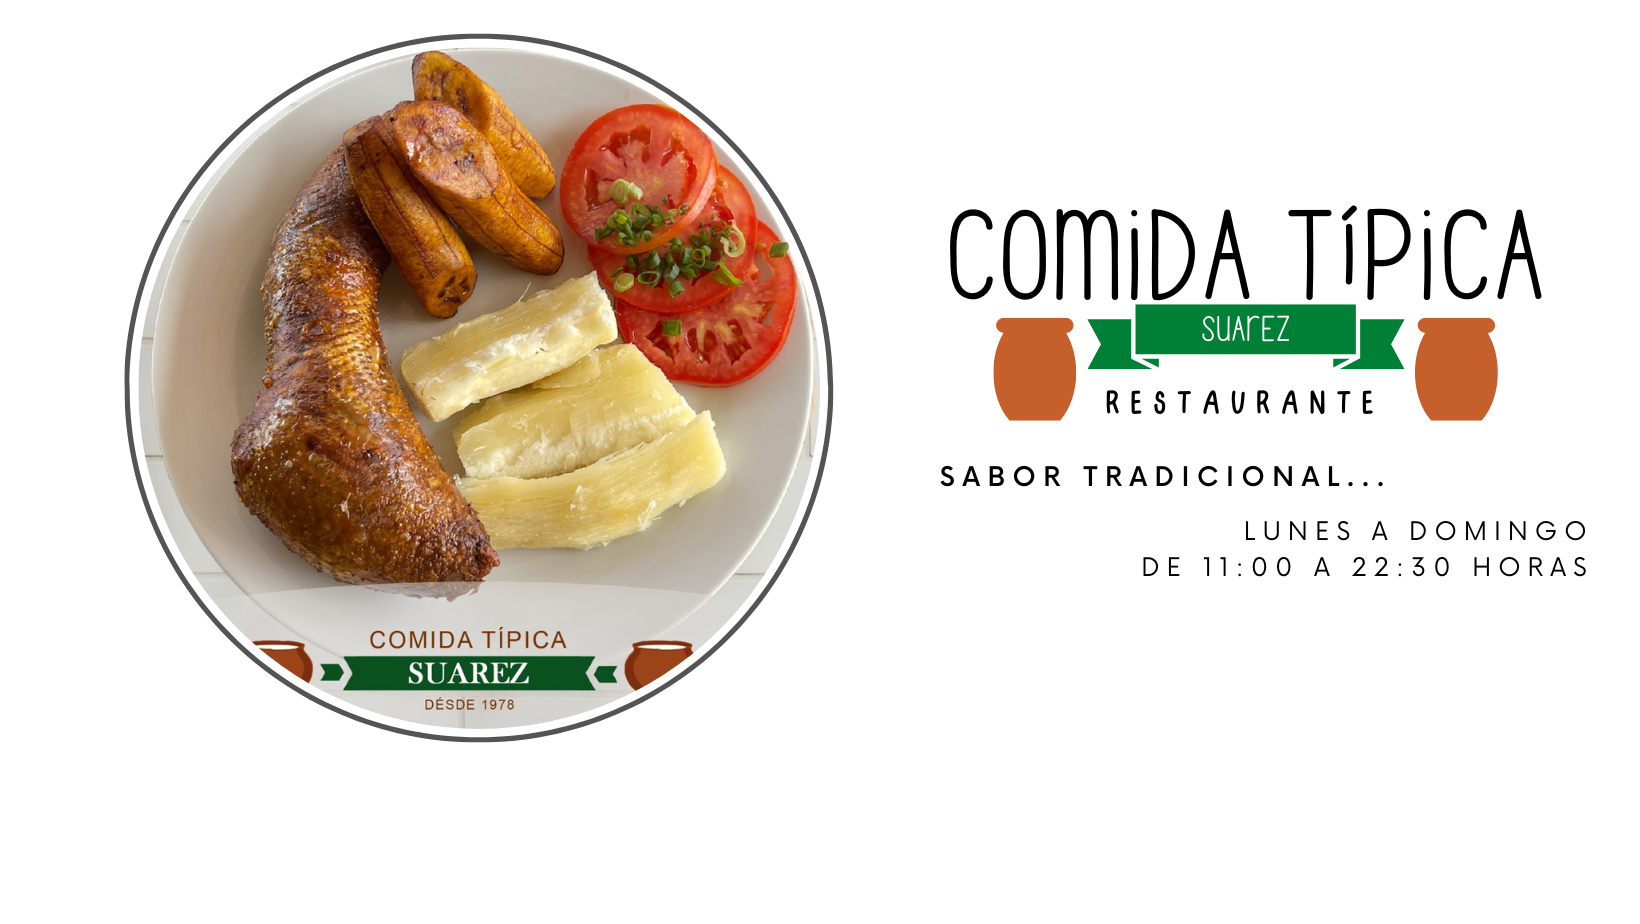 COMIDA TÍPICA
SUAREZ
DÉSDE 1978
COMIDA TÍPICA
SUAREZ
RESTAURANTE
SABOR TRADICIONAL...
LUNES A DOMINGO
DE 11:00 A 22:30 HORAS